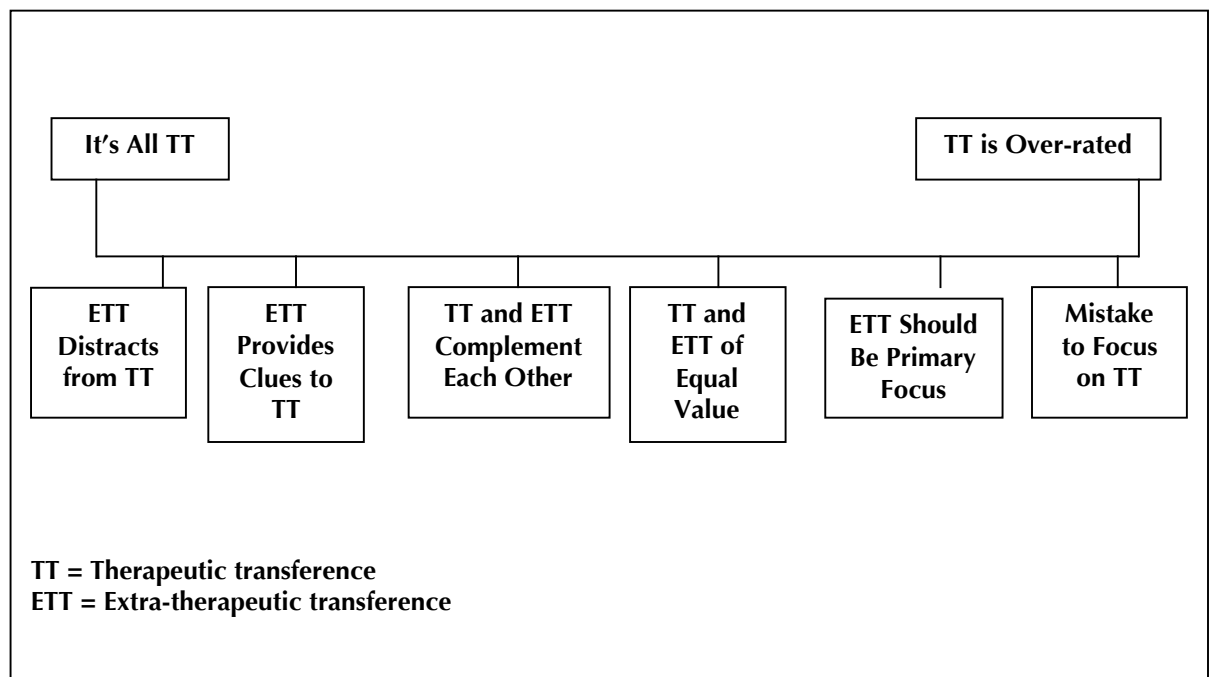 It's All TT
TT is Over-rated
ETT
Distracts
from TT
ETT
Provides
Clues to
TT
TT and ETT
Complement
Each Other
TT and
ETT of
Equal
Value
ETT Should
Be Primary
Focus
Mistake
to Focus
on TT
TT = Therapeutic transference
ETT = Extra-therapeutic transference